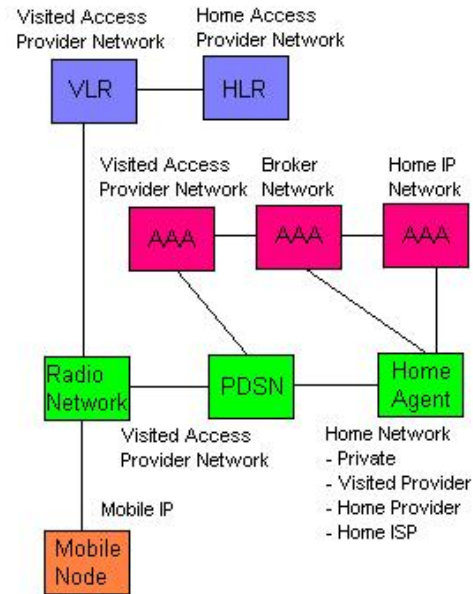 Visited Access
Provider Network
Home Access
Provider Network
VLR
HLR
Visited Access
Provider Network
Broker
Network
Home IP
Network
AAA
AAA
AAA
Radio
Network
PDSN
Home
Agent
Visited Access
Provider Network
Home Network
- Private
- Visited Provider
- Home Provider
- Home ISP
Mobile IP
Mobile
Node